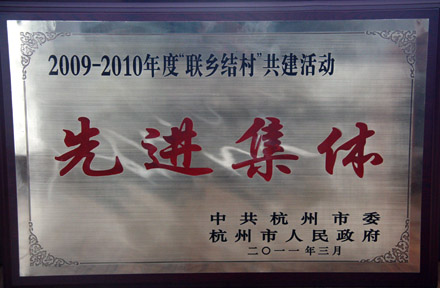 2009-2010年度"联乡结村"共建活动
先进集体
中共杭州市委
杭州市人民政府
二〇一一年三月